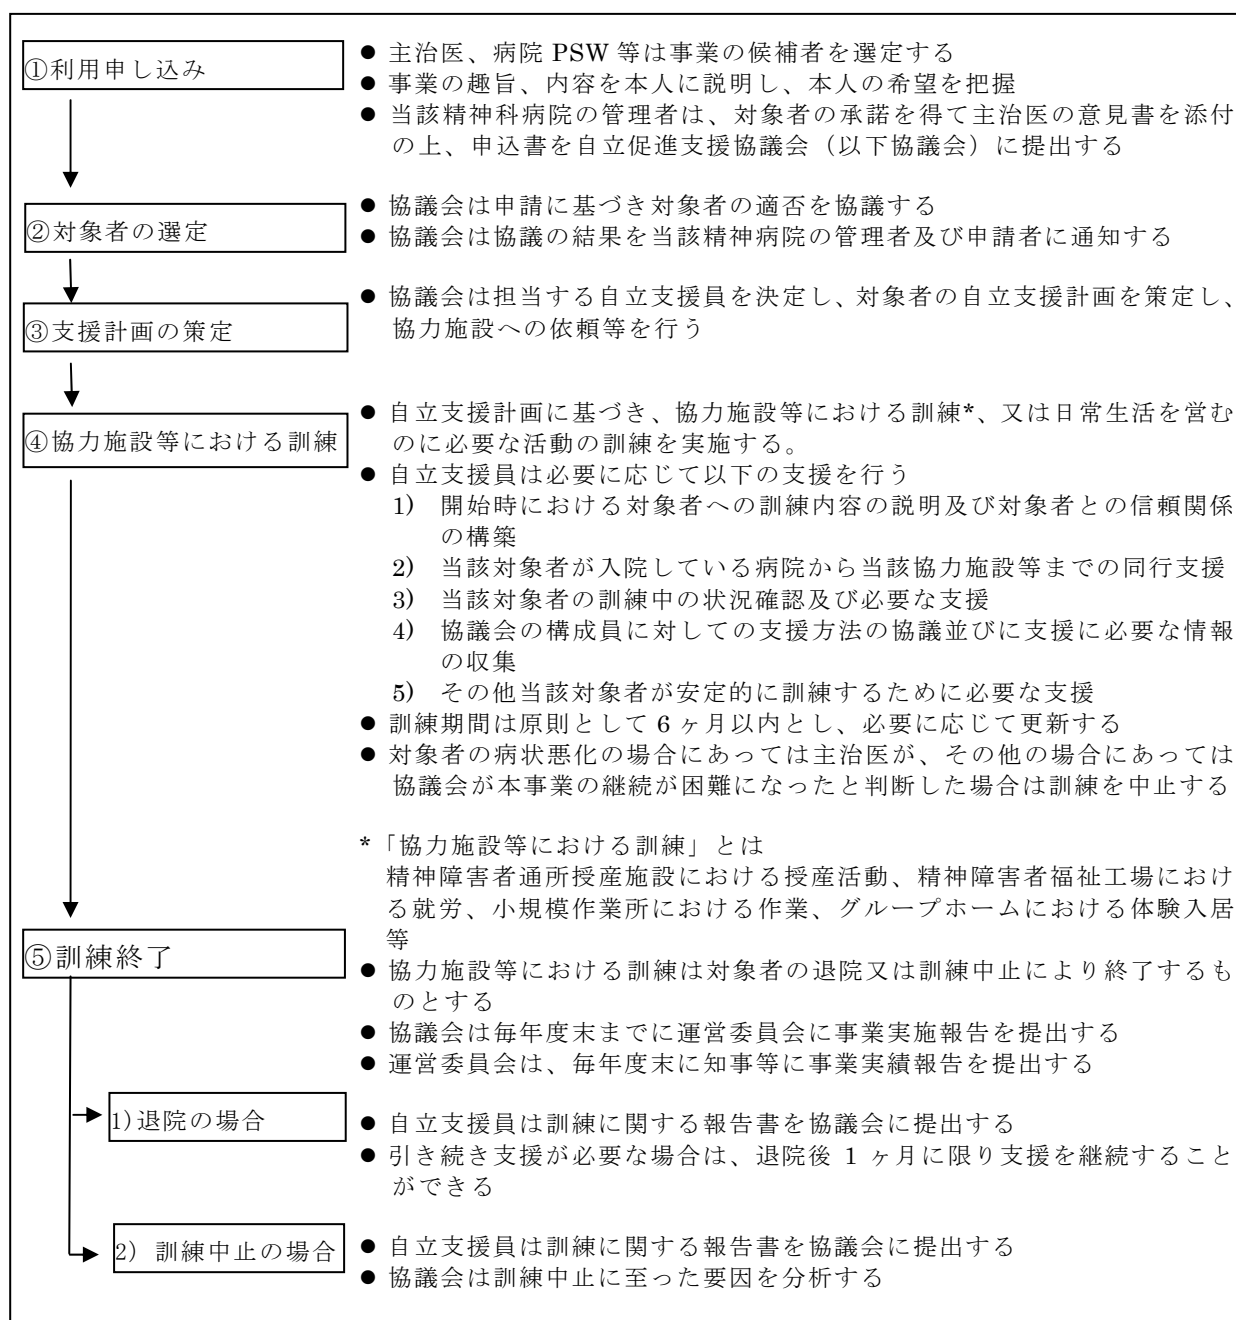 ①利用申し込み
● 主治医、病院 PSW 等は事業の候補者を選定する
● 事業の趣旨、内容を本人に説明し、本人の希望を把握
● 当該精神科病院の管理者は、対象者の承諾を得て主治医の意見書を添付
の上、申込書を自立促進支援協議会（以下協議会）に提出する
②対象者の選定
● 協議会は申請に基づき対象者の適否を協議する
● 協議会は協議の結果を当該精神病院の管理者及び申請者に通知する
③支援計画の策定
● 協議会は担当する自立支援員を決定し、対象者の自立支援計画を策定し、
協力施設への依頼等を行う
④協力施設等における訓練
● 自立支援計画に基づき、協力施設等における訓練*、又は日常生活を営む
のに必要な活動の訓練を実施する。
● 自立支援員は必要に応じて以下の支援を行う
1) 開始時における対象者への訓練内容の説明及び対象者との信頼関係
の構築
2) 当該対象者が入院している病院から当該協力施設等までの同行支援
3) 当該対象者の訓練中の状況確認及び必要な支援
4) 協議会の構成員に対しての支援方法の協議並びに支援に必要な情報
の収集
5) その他当該対象者が安定的に訓練するために必要な支援
● 訓練期間は原則として 6 ヶ月以内とし、必要に応じて更新する
● 対象者の病状悪化の場合にあっては主治医が、その他の場合にあっては
協議会が本事業の継続が困難になったと判断した場合は訓練を中止する
*「協力施設等における訓練」とは
精神障害者通所授産施設における授産活動、精神障害者福祉工場におけ
る就労、小規模作業所における作業、グループホームにおける体験入居
等
⑤訓練終了
● 協力施設等における訓練は対象者の退院又は訓練中止により終了するも
のとする
● 協議会は毎年度末までに運営委員会に事業実施報告を提出する
● 運営委員会は、毎年度末に知事等に事業実績報告を提出する
1)退院の場合
● 自立支援員は訓練に関する報告書を協議会に提出する
● 引き続き支援が必要な場合は、退院後 1 ヶ月に限り支援を継続すること
ができる
2) 訓練中止の場合
● 自立支援員は訓練に関する報告書を協議会に提出する
● 協議会は訓練中止に至った要因を分析する